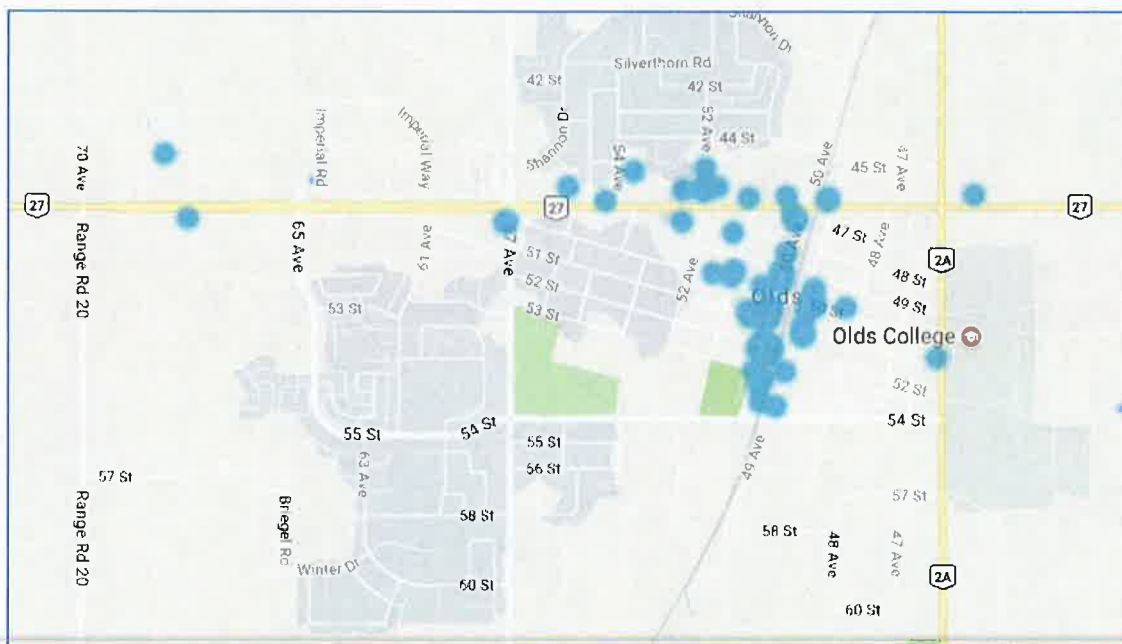 Shannon Dr
Silverthorn Rd
42 St
42 St
52 Ave
44 St
Imperial Rd
Imperial Way
Shannon D
54 Ave
50 Ave
45 St
47 Ave
70 Ave
27
27
27
65 Ave
61 Ave
57 Ave
51 St
52 St
53 St
52 Ave
47 St
48 Ave
2A
48 St
49 St
Range Rd 20
53 St
Olds
50 St
Olds College
52 St
54 St
55 St
54 St
55 St
56 St
63 Ave
49 Ave
57 St
57 St
58 St
58 St
Range Rd 20
Briegel Rd
48 Ave
47 Ave
Winter Dr
60 St
2A
60 St